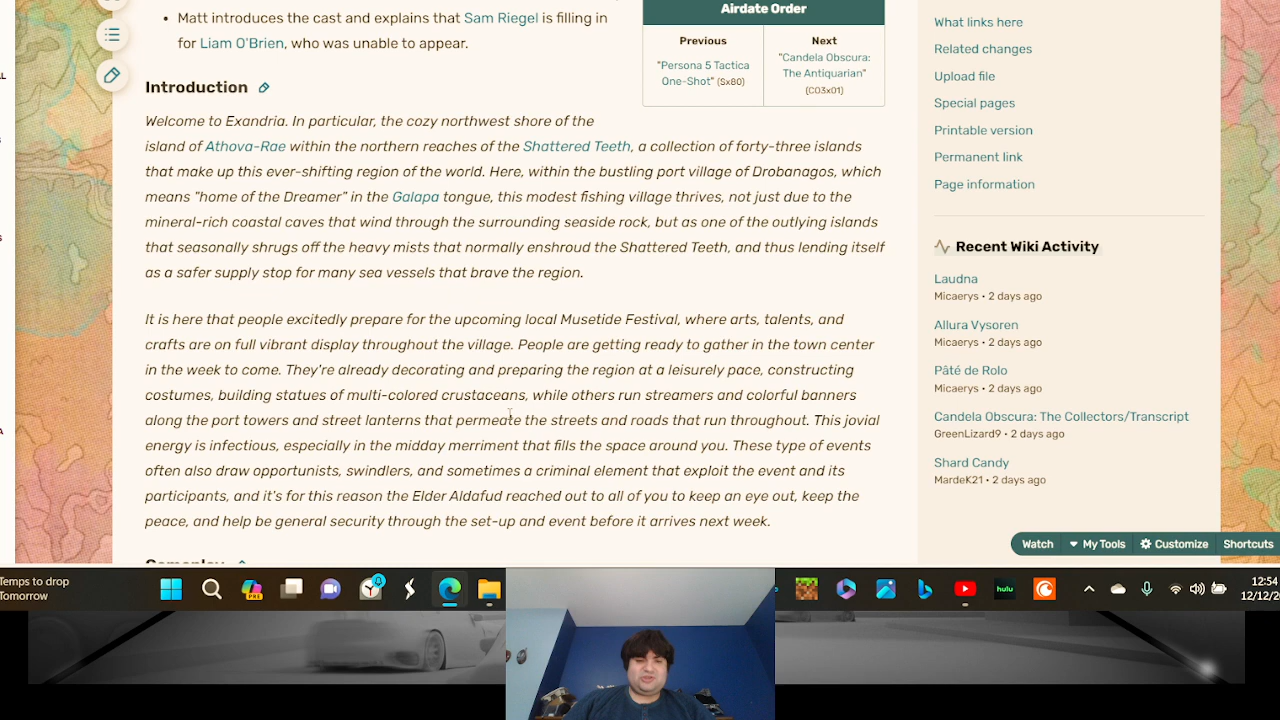 Matt introduces the cast and explains that Sam Riegel is filling in
for Liam O'Brien, who was unable to appear.
Introduction
Welcome to Exandria. In particular, the cozy northwest shore of the
island of Athova-Rae within the northern reaches of the Shattered Teeth, a collection of forty-three islands
that make up this ever-shifting region of the world. Here, within the bustling port village of Drobanagos, which
means "home of the Dreamer" in the Galapa tongue, this modest fishing village thrives, not just due to the
mineral-rich coastal caves that wind through the surrounding seaside rock, but as one of the outlying islands
that seasonally shrugs off the heavy mists that normally enshroud the Shattered Teeth, and thus lending itself
as a safer supply stop for many sea vessels that brave the region.
It is here that people excitedly prepare for the upcoming local Musetide Festival, where arts, talents, and
crafts are on full vibrant display throughout the village. People are getting ready to gather in the town center
in the week to come. They're already decorating and preparing the region at a leisurely pace, constructing
costumes, building statues of multi-colored crustaceans, while others run streamers and colorful banners
along the port towers and street lanterns that permeate the streets and roads that run throughout. This jovial
energy is infectious, especially in the midday merriment that fills the space around you. These type of events
often also draw opportunists, swindlers, and sometimes a criminal element that exploit the event and its
participants, and it's for this reason the Elder Aldafud reached out to all of you to keep an eye out, keep the
peace, and help be general security through the set-up and event before it arrives next week.
Airdate Order
Previous
Next
"Persona 5 Tactica
One-Shot" (Sx80)
"Candela Obscura:
The Antiquarian"
(C03x01)
What links here
Related changes
Upload file
Special pages
Printable version
Permanent link
Page information
Recent Wiki Activity
Laudna
Micaerys • 2 days ago
Allura Vysoren
Micaerys • 2 days ago
Pâté de Rolo
Micaerys • 2 days ago
Candela Obscura: The Collectors/Transcript
GreenLizard9 • 2 days ago
Shard Candy
MardeK21 • 2 days ago
Watch
My Tools
Customize
Shortcuts
Temps to drop
Tomorrow
PRE
hulu
12:54
12/12/2